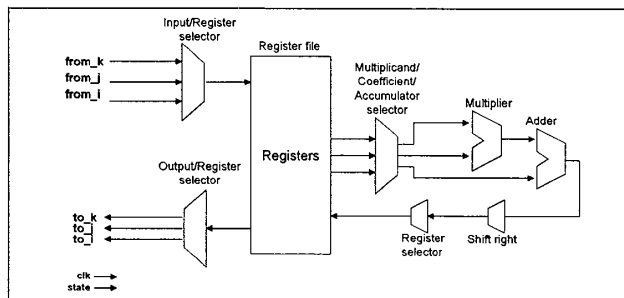 Input/Register
selector
from_k
from_j
from_i
Register file
Multiplicand/
Coefficient/
Accumulator
selector
Multiplier
Adder
Registers
Output/Register
selector
to_k
to_j
to_i
Register
selector
Shift right
clk
state